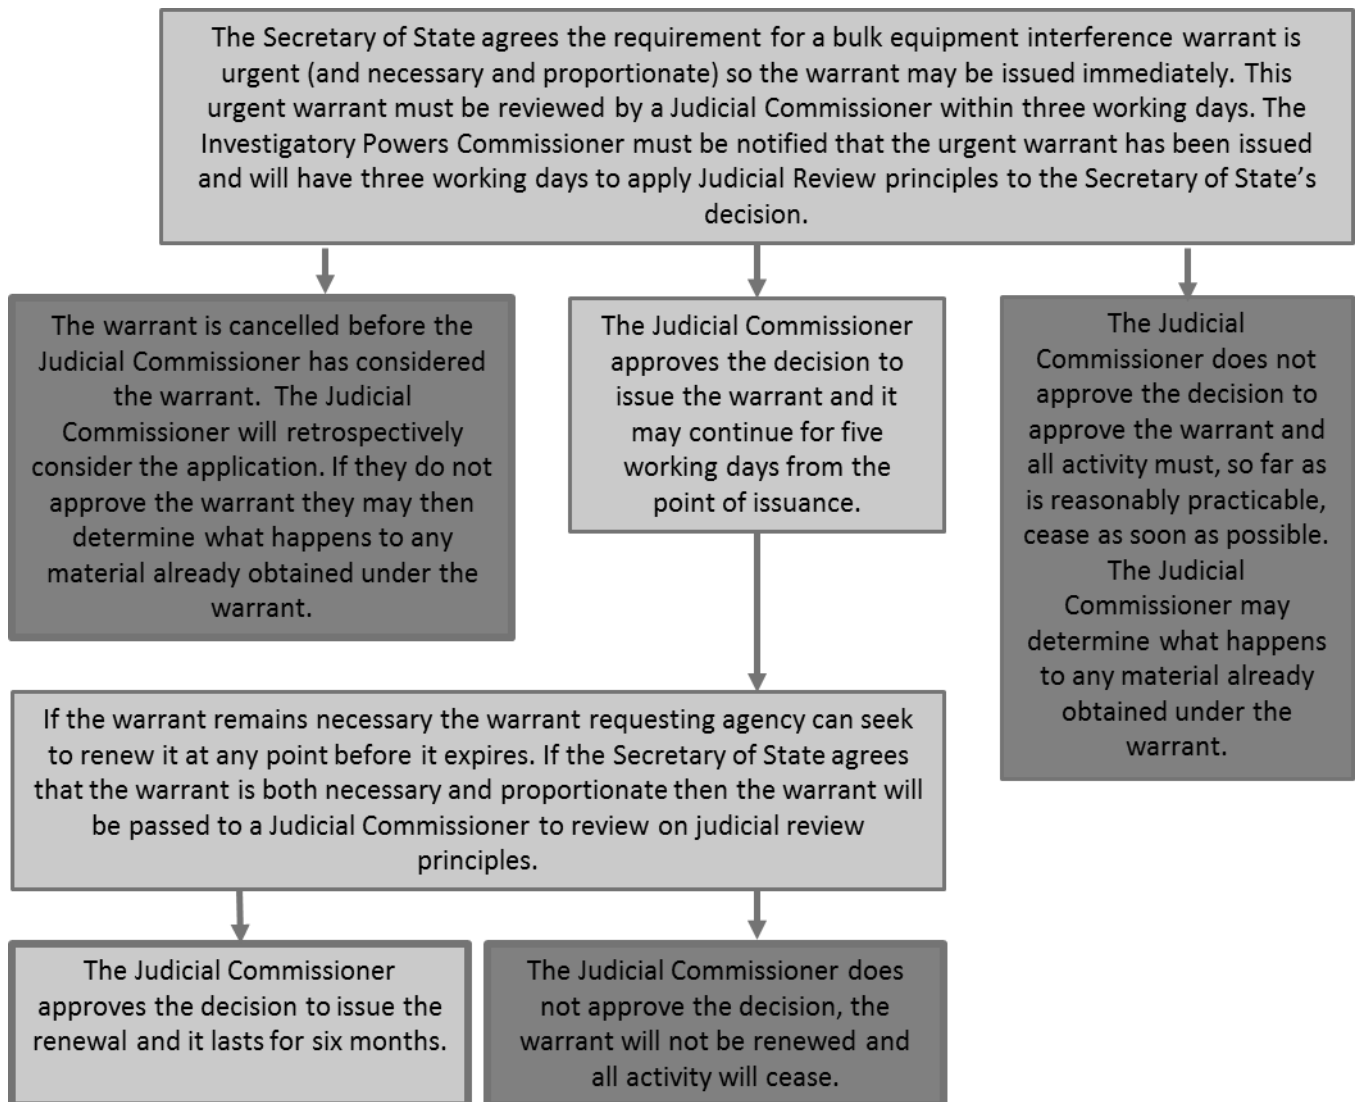 The Secretary of State agrees the requirement for a bulk equipment interference warrant is
urgent (and necessary and proportionate) so the warrant may be issued immediately. This
urgent warrant must be reviewed by a Judicial Commissioner within three working days. The
Investigatory Powers Commissioner must be notified that the urgent warrant has been issued
and will have three working days to apply Judicial Review principles to the Secretary of State’s
decision.
The warrant is cancelled before the
Judicial Commissioner has considered
the warrant. The Judicial
Commissioner will retrospectively
consider the application. If they do not
approve the warrant they may then
determine what happens to any
material already obtained under the
warrant.
The Judicial Commissioner
approves the decision to
issue the warrant and it
may continue for five
working days from the
point of issuance.
The Judicial
Commissioner does not
approve the decision to
approve the warrant and
all activity must, so far as
is reasonably practicable,
cease as soon as possible.
The Judicial
Commissioner may
determine what happens
to any material already
obtained under the
warrant.
If the warrant remains necessary the warrant requesting agency can seek
to renew it at any point before it expires. If the Secretary of State agrees
that the warrant is both necessary and proportionate then the warrant will
be passed to a Judicial Commissioner to review on judicial review
principles.
The Judicial Commissioner
approves the decision to issue the
renewal and it lasts for six months.
The Judicial Commissioner does
not approve the decision, the
warrant will not be renewed and
all activity will cease.